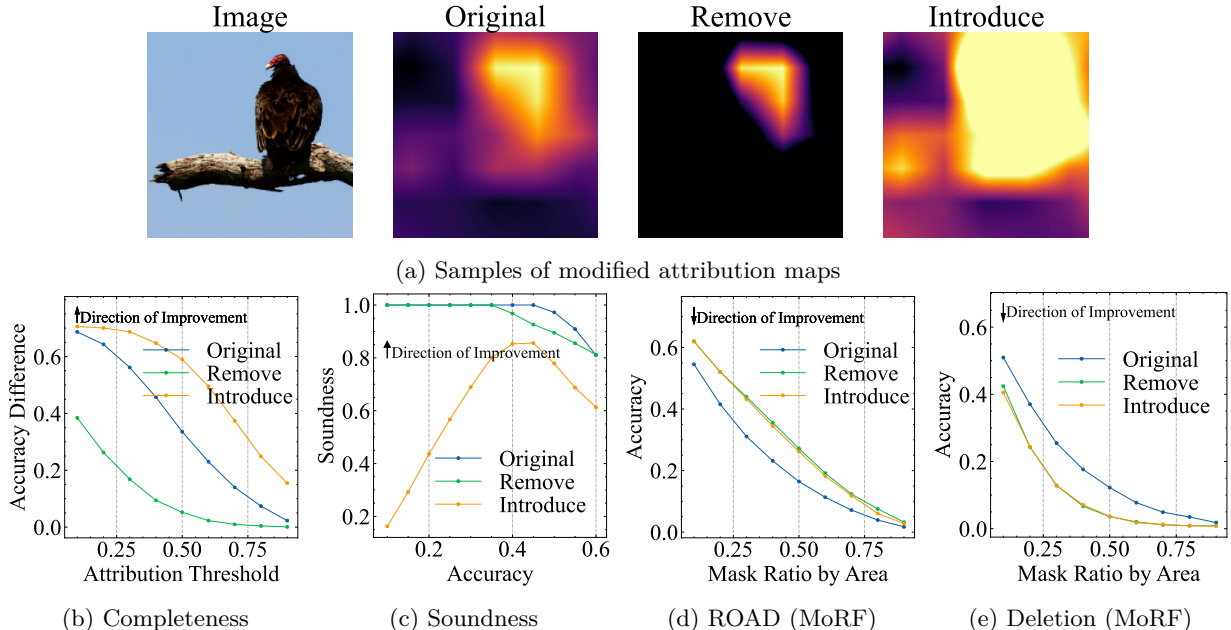 Image Original Remove Introduce
(a) Samples of modified attribution maps
Direction of Improvement
Original
Remove
Introduce
Accuracy Difference
0.6
0.4
0.2
0.0
0.25 0.50 0.75
Attribution Threshold
(b) Completeness
Direction of Improvement
Original
Remove
Introduce
Soundness
1.0
0.8
0.6
0.4
0.2
0.2 0.4 0.6
Accuracy
(c) Soundness
Direction of Improvement
Original
Remove
Introduce
Accuracy
0.6
0.4
0.2
0.0
0.25 0.50 0.75
Mask Ratio by Area
(d) ROAD (MoRF)
Direction of Improvement
Original
Remove
Introduce
Accuracy
0.6
0.4
0.2
0.0
0.25 0.50 0.75
Mask Ratio by Area
(e) Deletion (MoRF)